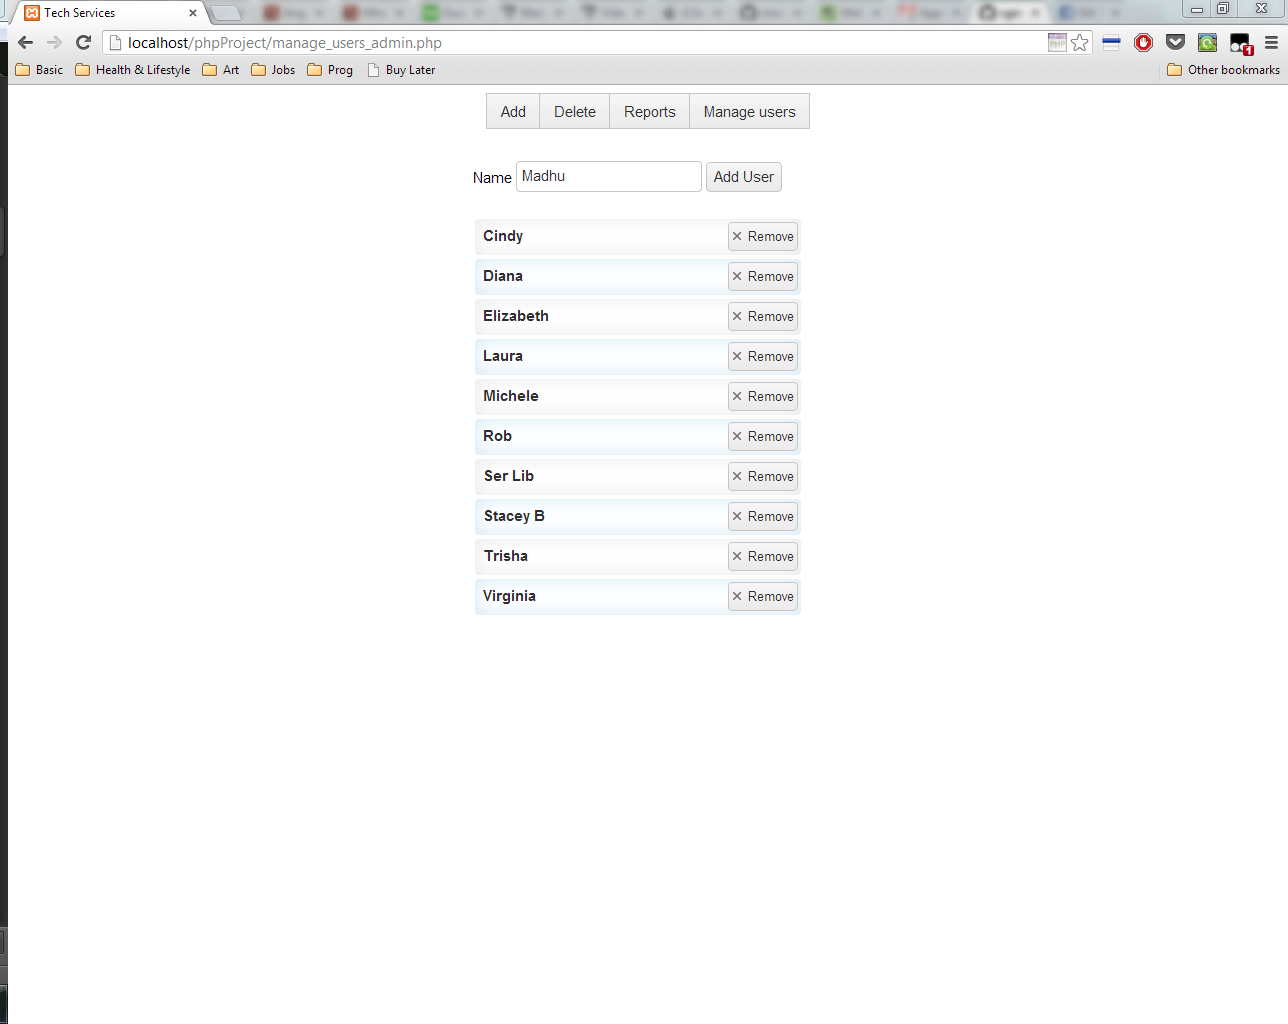 Tech Services
localhost/phpProject/manage_users_admin.php
1
Basic Health & Lifestyle Art Jobs Prog Buy Later Other bookmarks
Add Delete Reports Manage users
Name Madhu Add User
Cindy Remove
Diana Remove
Elizabeth Remove
Laura Remove
Michele Remove
Rob Remove
Ser Lib Remove
Stacey B Remove
Trisha Remove
Virginia Remove